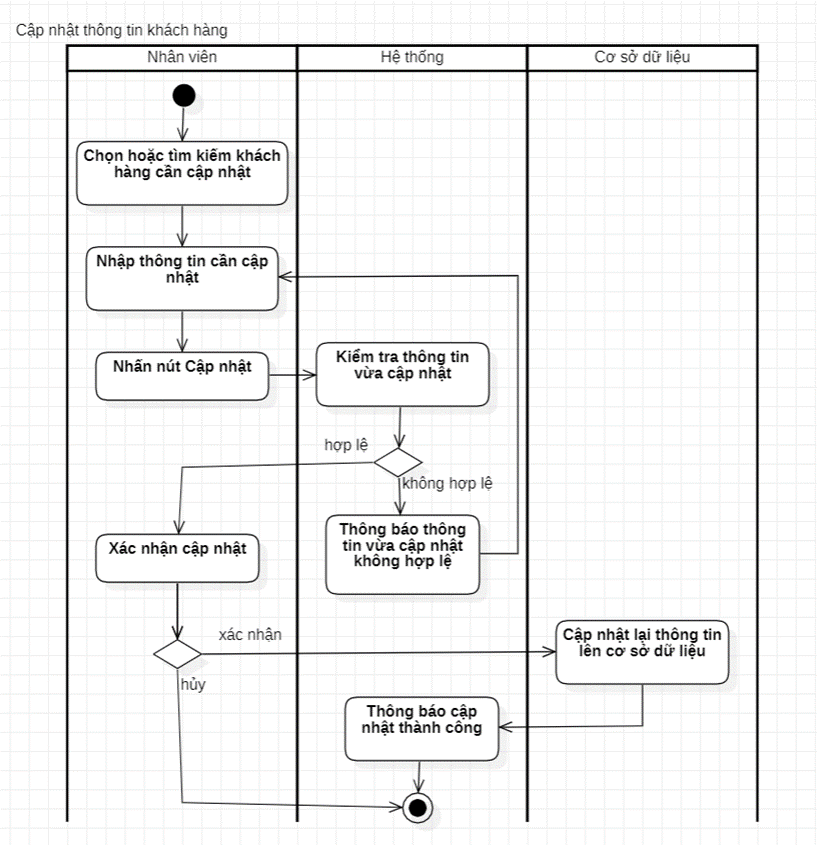 Cập nhật thông tin khách hàng
Nhân viên
Hệ thống
Cơ sở dữ liệu
Chọn hoặc tìm kiếm khách
hàng cần cập nhật
Nhập thông tin cần cập
nhật
Nhấn nút Cập nhật
Kiểm tra thông tin
vừa cập nhật
hợp lệ
không hợp lệ
Thông báo thông
tin vừa cập nhật
không hợp lệ
Xác nhận cập nhật
xác nhận
hủy
Cập nhật lại thông tin
lên cơ sở dữ liệu
Thông báo cập
nhật thành công